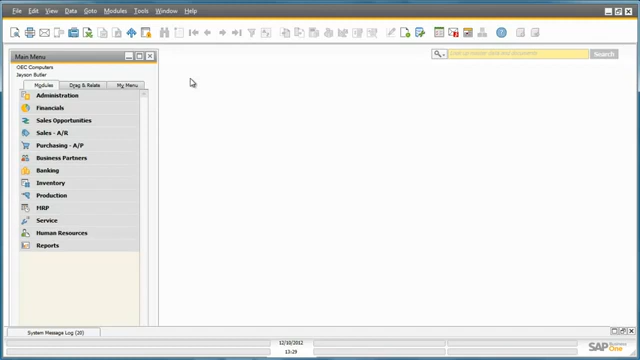 File Edit View Data Goto Modules Tools Window Help
Main Menu
Search
OEC Computers
Jayson Butler
Modules Drag & Relate My Menu
Administration
Financials
Sales Opportunities
Sales - A/R
Purchasing - A/P
Business Partners
Banking
Inventory
Production
MRP
Service
Human Resources
Reports
System Message Log (20)
12/10/2012
13:29
SAP Business One